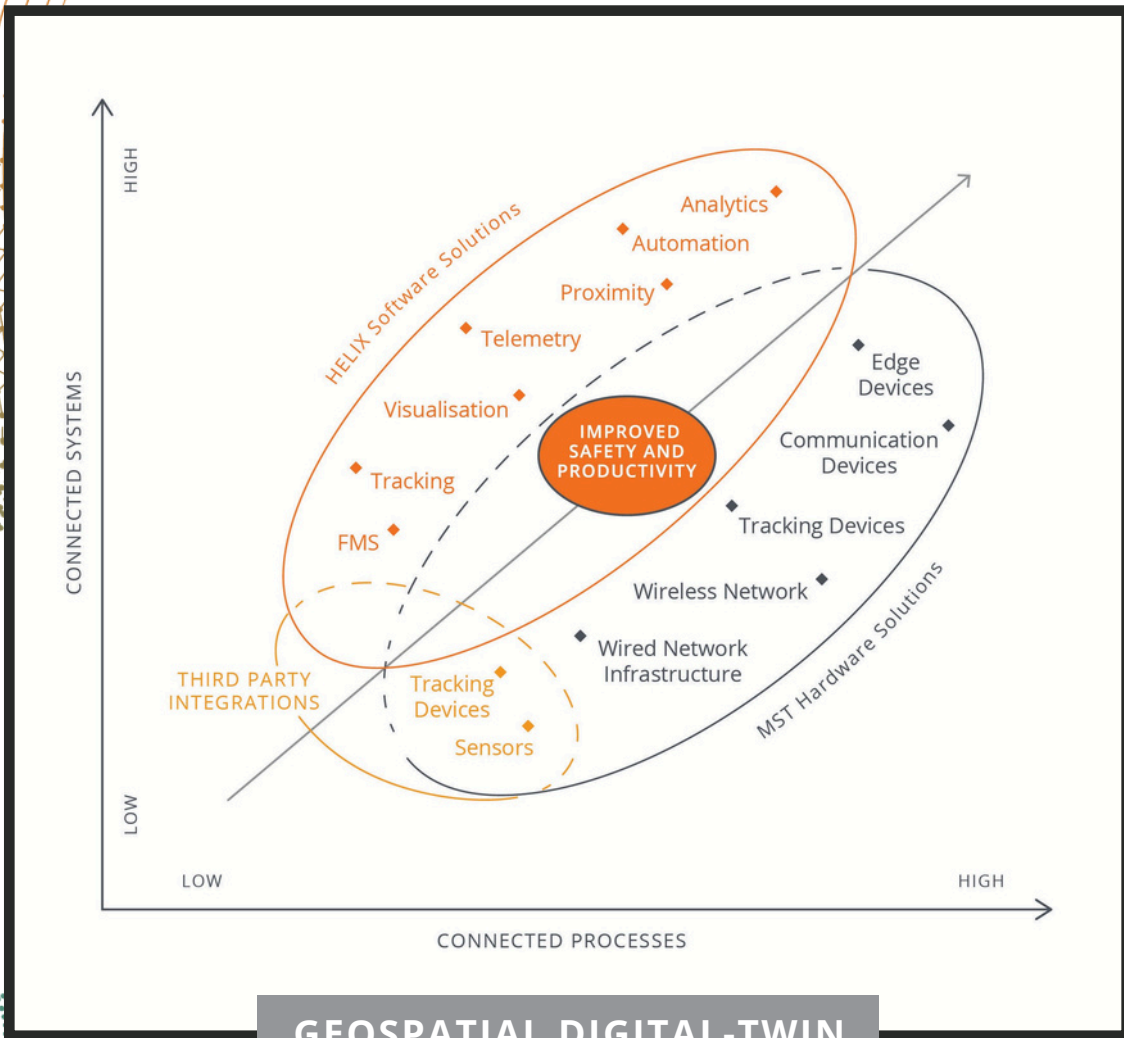 HIGH
CONNECTED SYSTEMS
LOW
LOW
HIGH
CONNECTED PROCESSES
HELIX Software Solutions
Analytics
Automation
Proximity
Telemetry
Visualisation
Tracking
FMS
IMPROVED
SAFETY AND
PRODUCTIVITY
Edge
Devices
Communication
Devices
Tracking Devices
Wireless Network
Wired Network
Infrastructure
MST Hardware Solutions
THIRD PARTY
INTEGRATIONS
Tracking
Devices
Sensors
GEOSPATIAL DIGITAL-TWIN